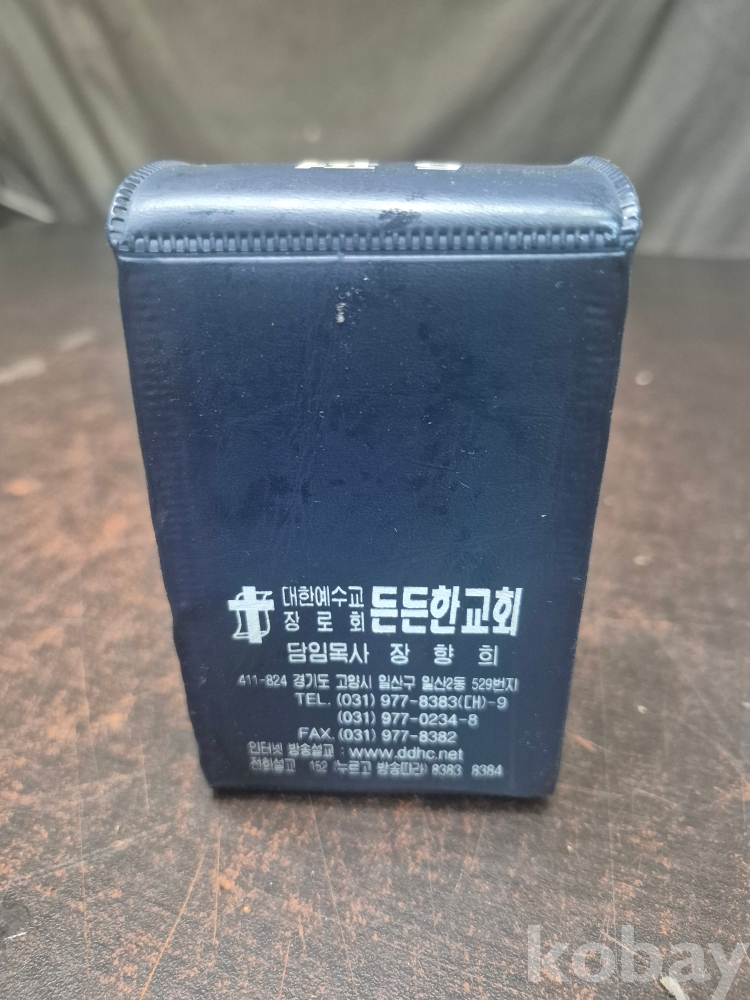 대한예수교
장로회 든든한교회
담임목사 장향희
411-824 경기도 고양시 일산구 일산2동 529번지
TEL. (031) 977-8383(대)-9
(031) 977-0234-8
FAX. (031) 977-8382
인터넷 방송설교 : www.ddhc.net
전화설교 152 (누르고 방송따라) 8383 8384
kobay